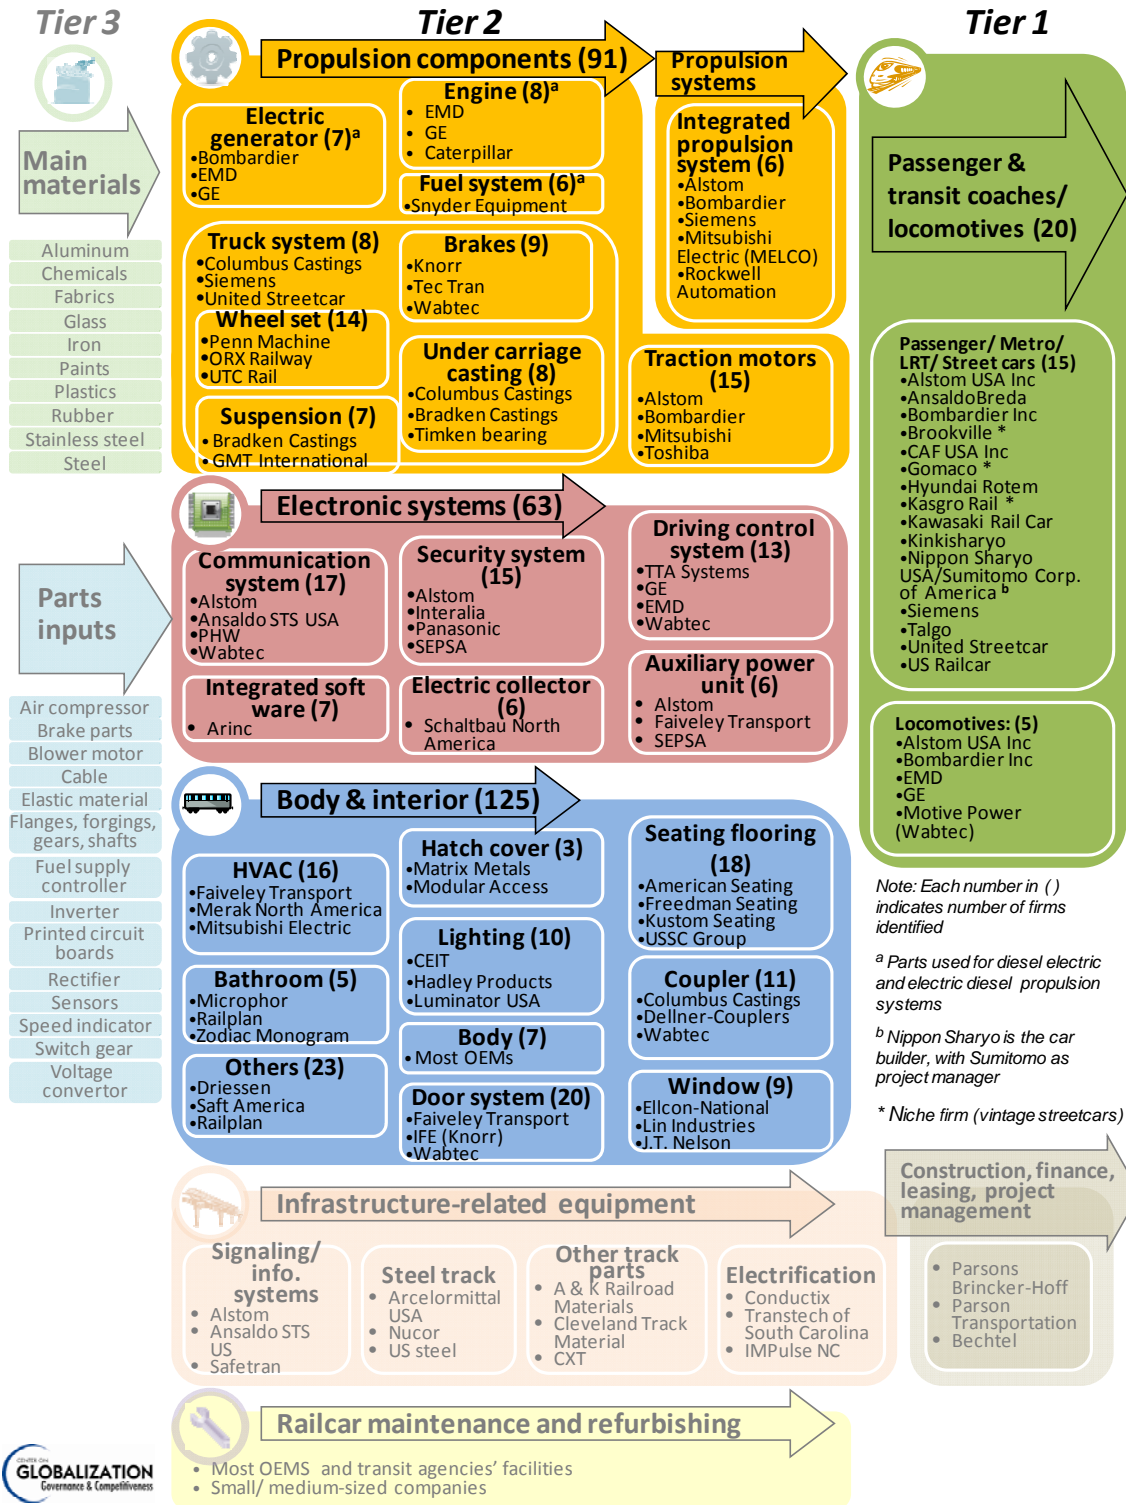 Tier 3
Tier 2
Tier 1
Main
materials
Aluminum
Chemicals
Fabrics
Glass
Iron
Paints
Plastics
Rubber
Stainless steel
Steel
Parts
inputs
Air compressor
Brake parts
Blower motor
Cable
Elastic material
Flanges, forgings,
gears, shafts
Fuel supply
controller
Inverter
Printed circuit
boards
Rectifier
Sensors
Speed indicator
Switch gear
Voltage
convertor
Propulsion components (91)
Electric
generator (7)a
•Bombardier
•EMD
•GE
Engine (8)a
• EMD
• GE
• Caterpillar
Fuel system (6)a
•Snyder Equipment
Truck system (8)
•Columbus Castings
•Siemens
•United Streetcar
Wheel set (14)
•Penn Machine
•ORX Railway
•UTC Rail
Suspension (7)
• Bradken Castings
• GMT International
Brakes (9)
•Knorr
•Tec Tran
•Wabtec
Under carriage
casting (8)
•Columbus Castings
•Bradken Castings
•Timken bearing
Propulsion
systems
Integrated
propulsion
system (6)
•Alstom
•Bombardier
•Siemens
•Mitsubishi
Electric (MELCO)
•Rockwell
Automation
Traction motors
(15)
•Alstom
•Bombardier
•Mitsubishi
•Toshiba
Electronic systems (63)
Communication
system (17)
•Alstom
•Ansaldo STS USA
•PHW
•Wabtec
Integrated soft
ware (7)
• Arinc
Security system
(15)
•Alstom
•Interalia
•Panasonic
•SEPSA
Electric collector
(6)
• Schaltbau North
America
Driving control
system (13)
•TTA Systems
•GE
•EMD
•Wabtec
Auxiliary power
unit (6)
• Alstom
• Faiveley Transport
• SEPSA
Body & interior (125)
HVAC (16)
•Faiveley Transport
•Merak North America
•Mitsubishi Electric
Bathroom (5)
•Microphor
•Railplan
•Zodiac Monogram
Others (23)
•Driessen
•Saft America
•Railplan
Hatch cover (3)
•Matrix Metals
•Modular Access
Lighting (10)
•CEIT
•Hadley Products
•Luminator USA
Body (7)
• Most OEMs
Door system (20)
•Faiveley Transport
•IFE (Knorr)
•Wabtec
Seating flooring
(18)
•American Seating
•Freedman Seating
•Kustom Seating
•USSC Group
Coupler (11)
•Columbus Castings
•Dellner-Couplers
•Wabtec
Window (9)
•Ellcon-National
•Lin Industries
•J.T. Nelson
Passenger &
transit coaches/
locomotives (20)
Passenger/ Metro/
LRT/ Street cars (15)
•Alstom USA Inc
•AnsaldoBreda
•Bombardier Inc
•Brookville *
•CAF USA Inc
•Gomaco *
•Hyundai Rotem
•Kasgro Rail *
•Kawasaki Rail Car
•Kinkisharyo
•Nippon Sharyo
USA/Sumitomo Corp.
of America b
•Siemens
•Talgo
•United Streetcar
•US Railcar
Locomotives: (5)
•Alstom USA Inc
•Bombardier Inc
•EMD
•GE
•Motive Power
(Wabtec)
Note: Each number in ( )
indicates number of firms
identified
a Parts used for diesel electric
and electric diesel propulsion
systems
b Nippon Sharyo is the car
builder, with Sumitomo as
project manager
* Niche firm (vintage streetcars)
Infrastructure-related equipment
Signaling/
info.
systems
• Alstom
• Ansaldo STS
US
• Safetran
Steel track
• Arcelormittal
USA
• Nucor
• US steel
Other track
parts
• A & K Railroad
Materials
• Cleveland Track
Material
• CXT
Electrification
• Conductix
• Transtech of
South Carolina
• IMPulse NC
Construction, finance,
leasing, project
management
• Parsons
Brincker-Hoff
• Parson
Transportation
• Bechtel
Railcar maintenance and refurbishing
• Most OEMS and transit agencies’ facilities
• Small/ medium-sized companies
CENTER ON
GLOBALIZATION
Governance & Competitiveness